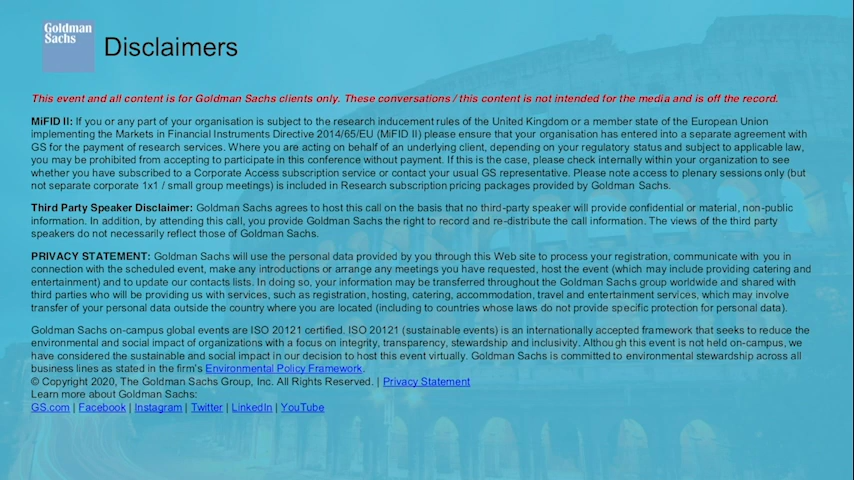 Goldman
Sachs
Disclaimers
This event and all content is for Goldman Sachs clients only. These conversations / this content is not intended for the media and is off the record.
MiFID II: If you or any part of your organisation is subject to the research inducement rules of the United Kingdom or a member state of the European Union
implementing the Markets in Financial Instruments Directive 2014/65/EU (MiFID II) please ensure that your organisation has entered into a separate agreement with
GS for the payment of research services. Where you are acting on behalf of an underlying client, depending on your regulatory status and subject to applicable law,
you may be prohibited from accepting to participate in this conference without payment. If this is the case, please check internally within your organization to see
whether you have subscribed to a Corporate Access subscription service or contact your usual GS representative. Please note access to plenary sessions only (but
not separate corporate 1x1 / small group meetings) is included in Research subscription pricing packages provided by Goldman Sachs.
Third Party Speaker Disclaimer: Goldman Sachs agrees to host this call on the basis that no third-party speaker will provide confidential or material, non-public
information. In addition, by attending this call, you provide Goldman Sachs the right to record and re-distribute the call information. The views of the third party
speakers do not necessarily reflect those of Goldman Sachs.
PRIVACY STATEMENT: Goldman Sachs will use the personal data provided by you through this Web site to process your registration, communicate with you in
connection with the scheduled event, make any introductions or arrange any meetings you have requested, host the event (which may include providing catering and
entertainment) and to update our contacts lists. In doing so, your information may be transferred throughout the Goldman Sachs group worldwide and shared with
third parties who will be providing us with services, such as registration, hosting, catering, accommodation, travel and entertainment services, which may involve
transfer of your personal data outside the country where you are located (including to countries whose laws do not provide specific protection for personal data).
Goldman Sachs on-campus global events are ISO 20121 certified. ISO 20121 (sustainable events) is an internationally accepted framework that seeks to reduce the
environmental and social impact of organizations with a focus on integrity, transparency, stewardship and inclusivity. Although this event is not held on-campus, we
have considered the sustainable and social impact in our decision to host this event virtually. Goldman Sachs is committed to environmental stewardship across all
business lines as stated in the firm's Environmental Policy Framework.
© Copyright 2020, The Goldman Sachs Group, Inc. All Rights Reserved. | Privacy Statement
Learn more about Goldman Sachs:
GS.com | Facebook | Instagram | Twitter | LinkedIn | YouTube